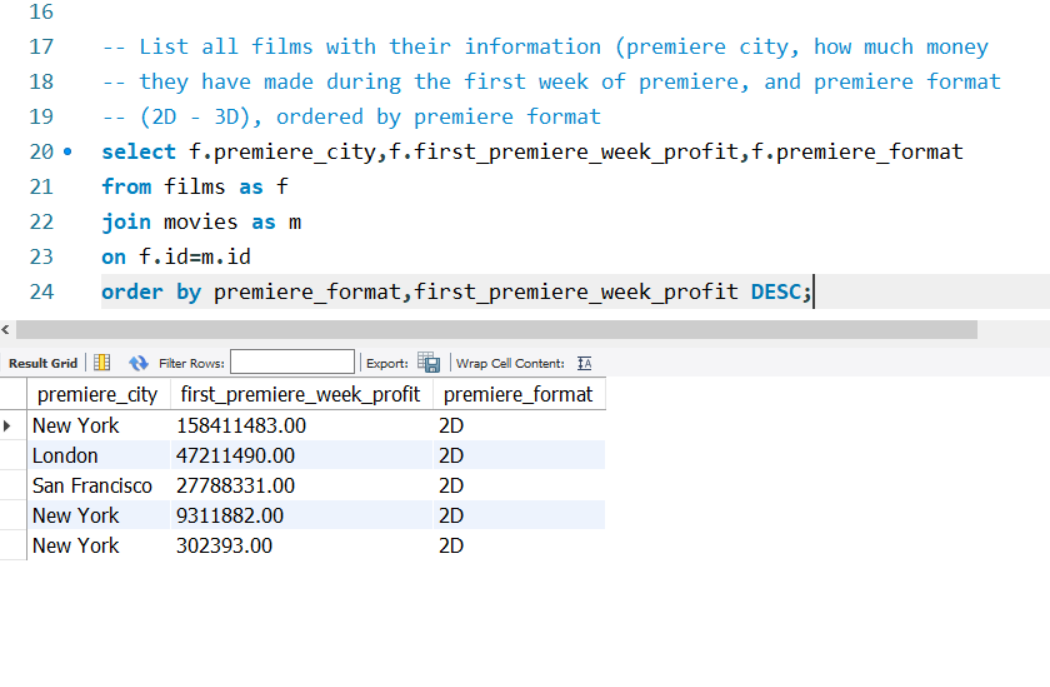 16
17 -- List all films with their information (premiere city, how much money
18 -- they have made during the first week of premiere, and premiere format
19 -- (2D - 3D), ordered by premiere format
20 select f.premiere_city,f.first_premiere_week_profit,f.premiere_format
21 from films as f
22 join movies as m
23 on f.id=m.id
24 order by premiere_format,first_premiere_week_profit DESC;
Result Grid Filter Rows: Export: Wrap Cell Content: IA
premiere_city first_premiere_week_profit premiere_format
New York 158411483.00 2D
London 47211490.00 2D
San Francisco 27788331.00 2D
New York 9311882.00 2D
New York 302393.00 2D